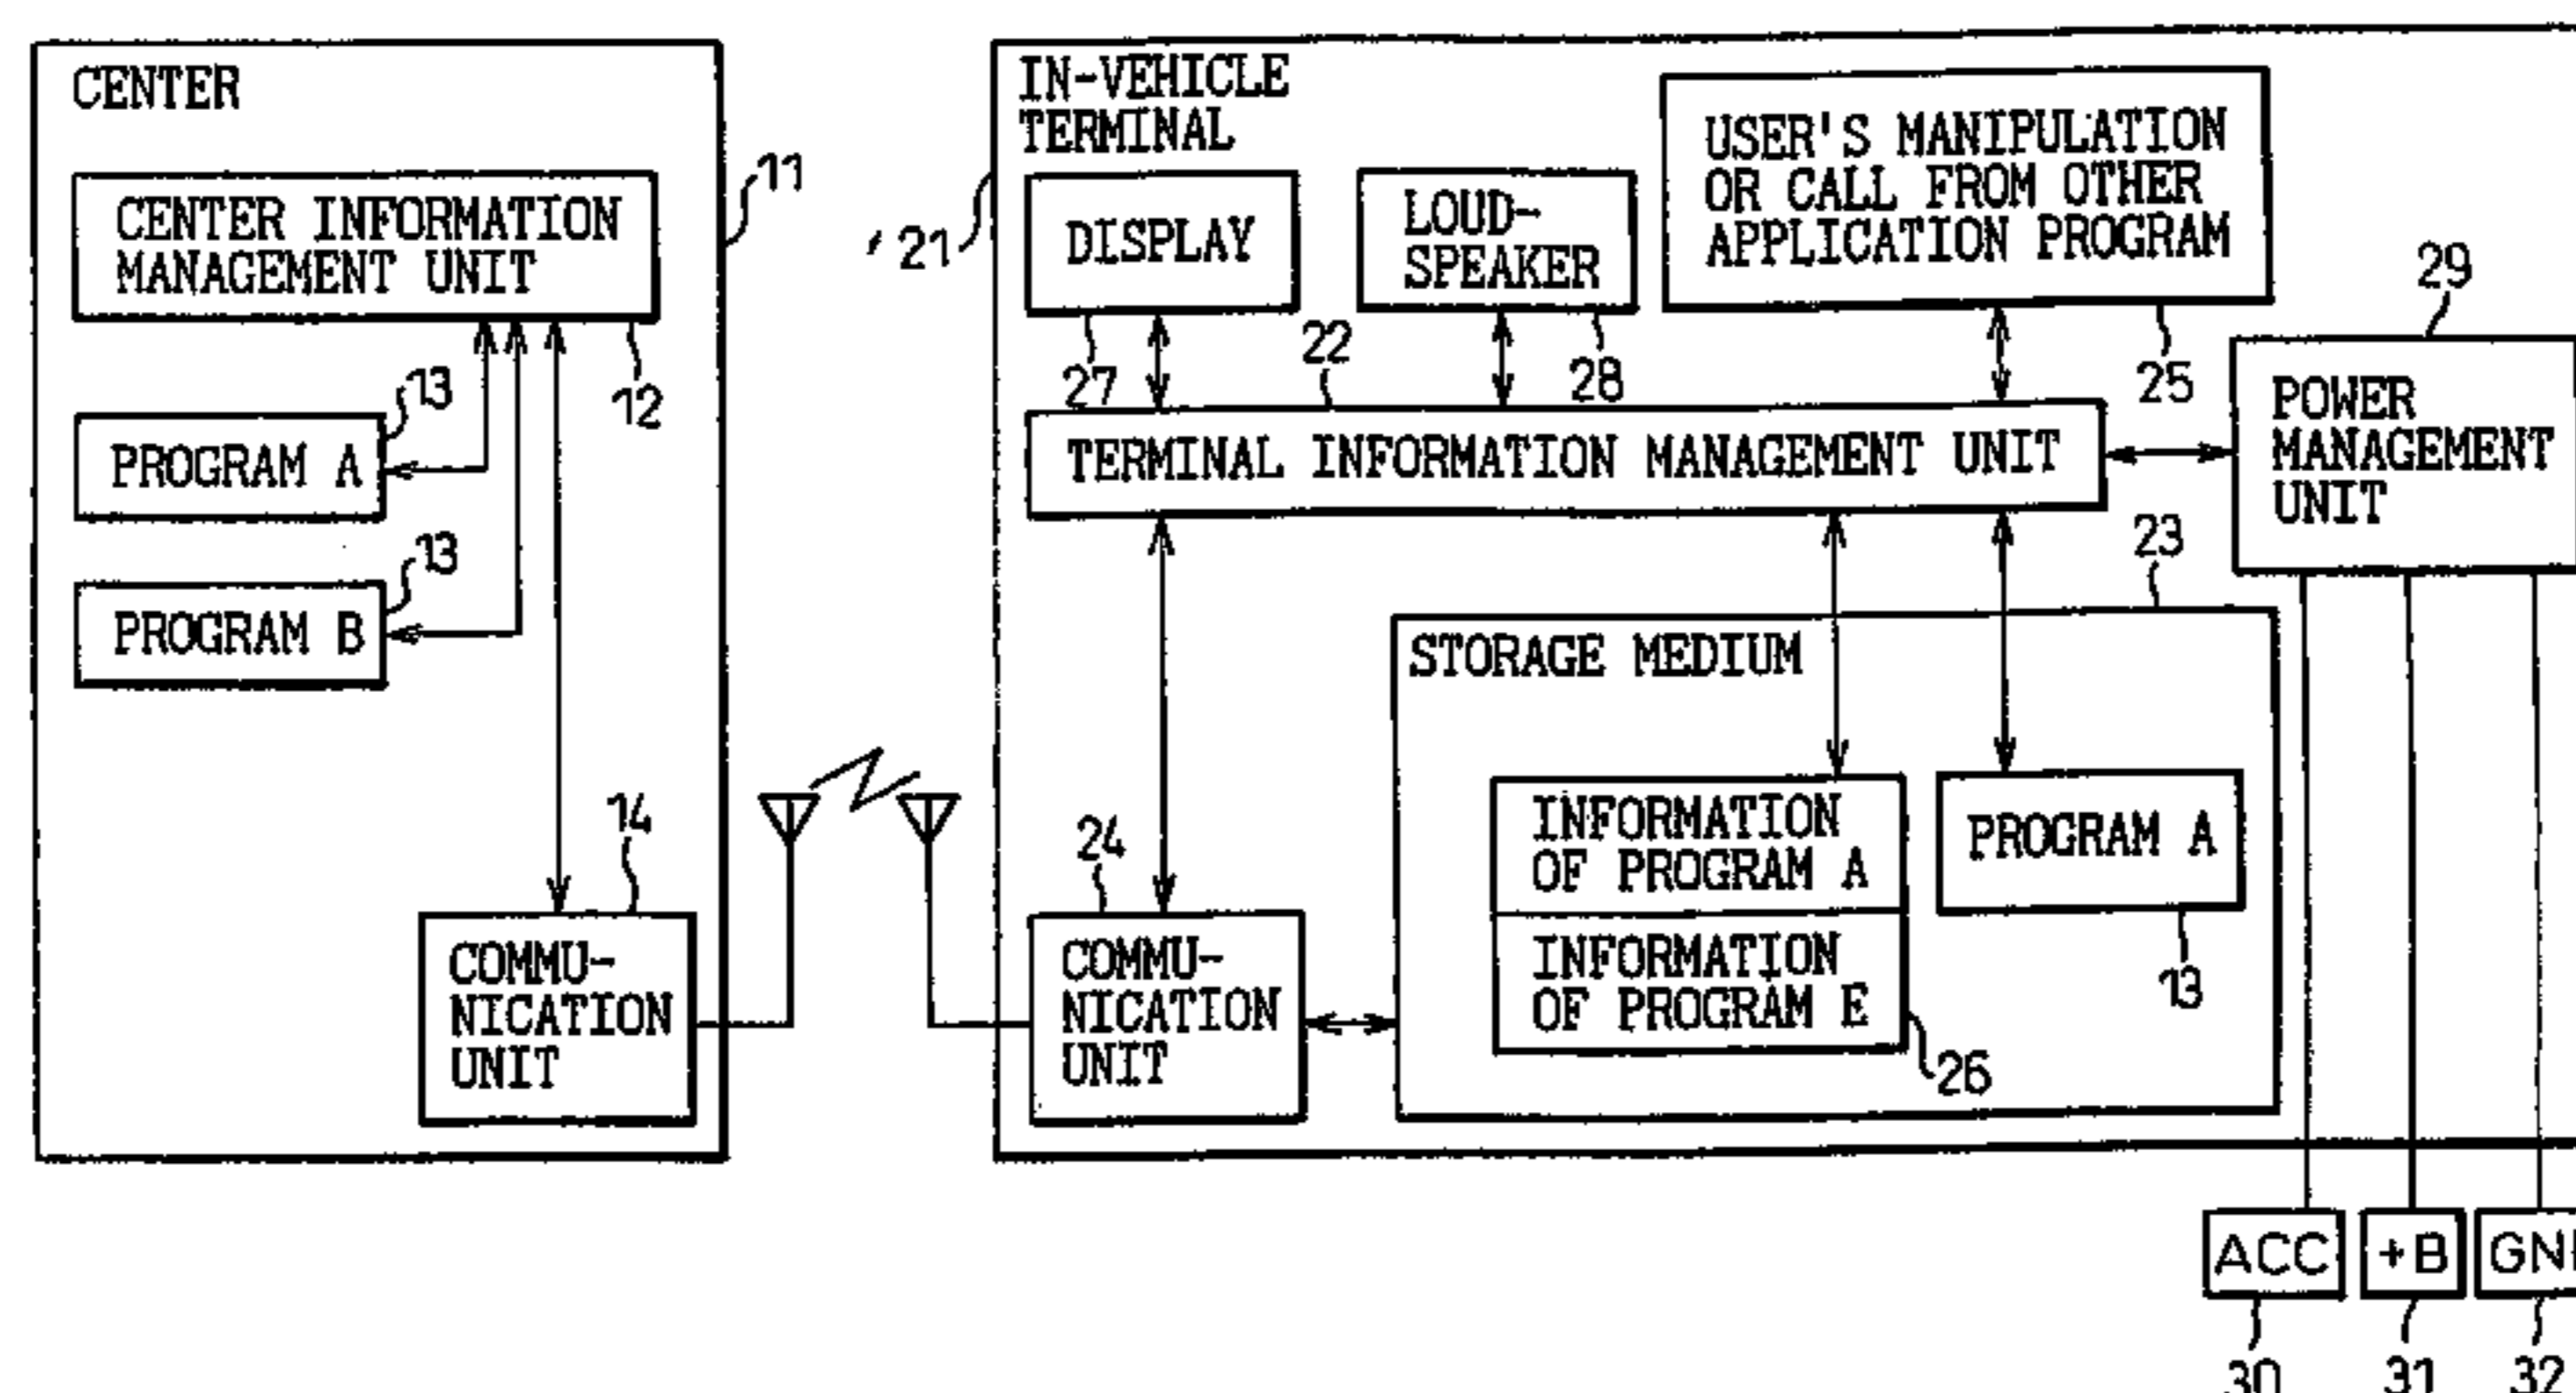 CENTER
CENTER INFORMATION
MANAGEMENT UNIT
11
12
13
PROGRAM A
13
PROGRAM B
14
COMMU-
NICATION
UNIT
IN-VEHICLE
TERMINAL
21
DISPLAY
27
LOUD-
SPEAKER
28
USER'S MANIPULATION
OR CALL FROM OTHER
APPLICATION PROGRAM
25
22
TERMINAL INFORMATION MANAGEMENT UNIT
29
POWER
MANAGEMENT
UNIT
23
STORAGE MEDIUM
INFORMATION
OF PROGRAM A
INFORMATION
OF PROGRAM E
26
PROGRAM A
13
24
COMMU-
NICATION
UNIT
ACC
+B
30
31
32